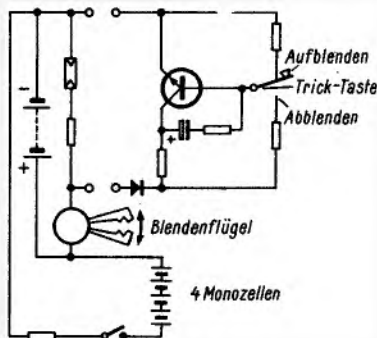 Aufblenden
Trick-Taste
Abblenden
-
+
+
Blendenflügel
4 Monozellen